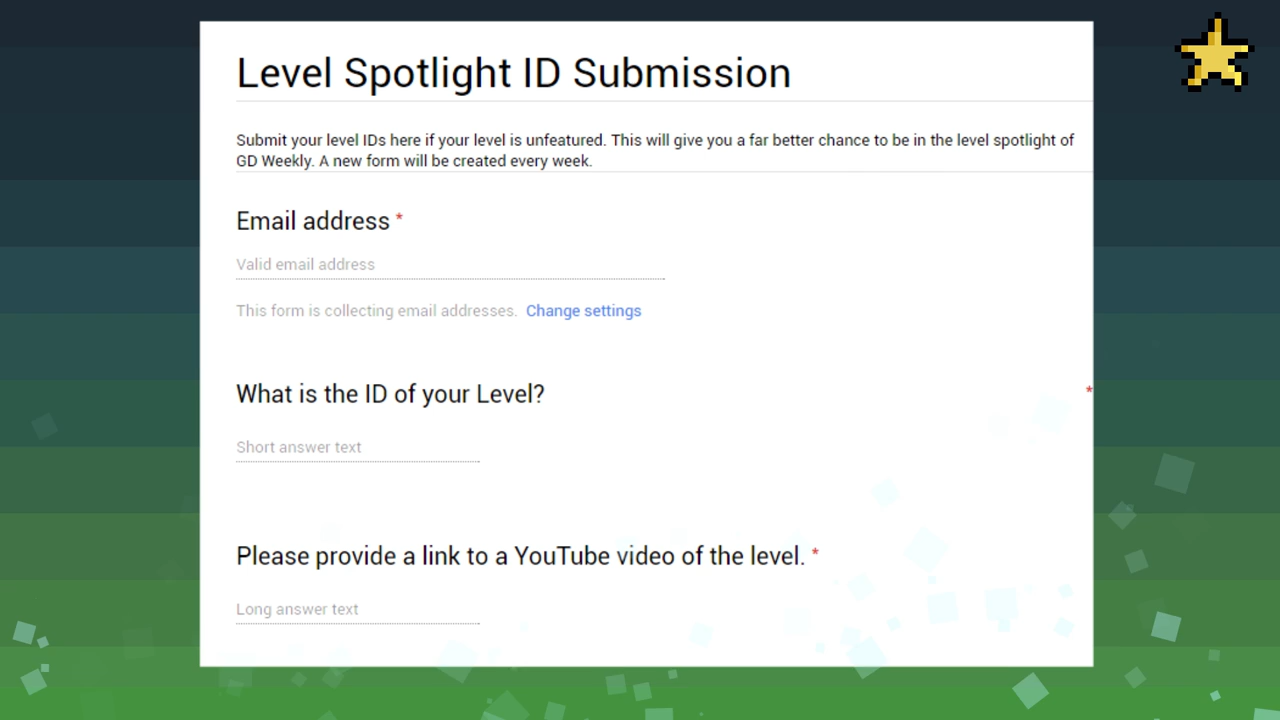 Level Spotlight ID Submission
Submit your level IDs here if your level is unfeatured. This will give you a far better chance to be in the level spotlight of
GD Weekly. A new form will be created every week.
Email address *
Valid email address
This form is collecting email addresses. Change settings
What is the ID of your Level? *
Short answer text
Please provide a link to a YouTube video of the level. *
Long answer text